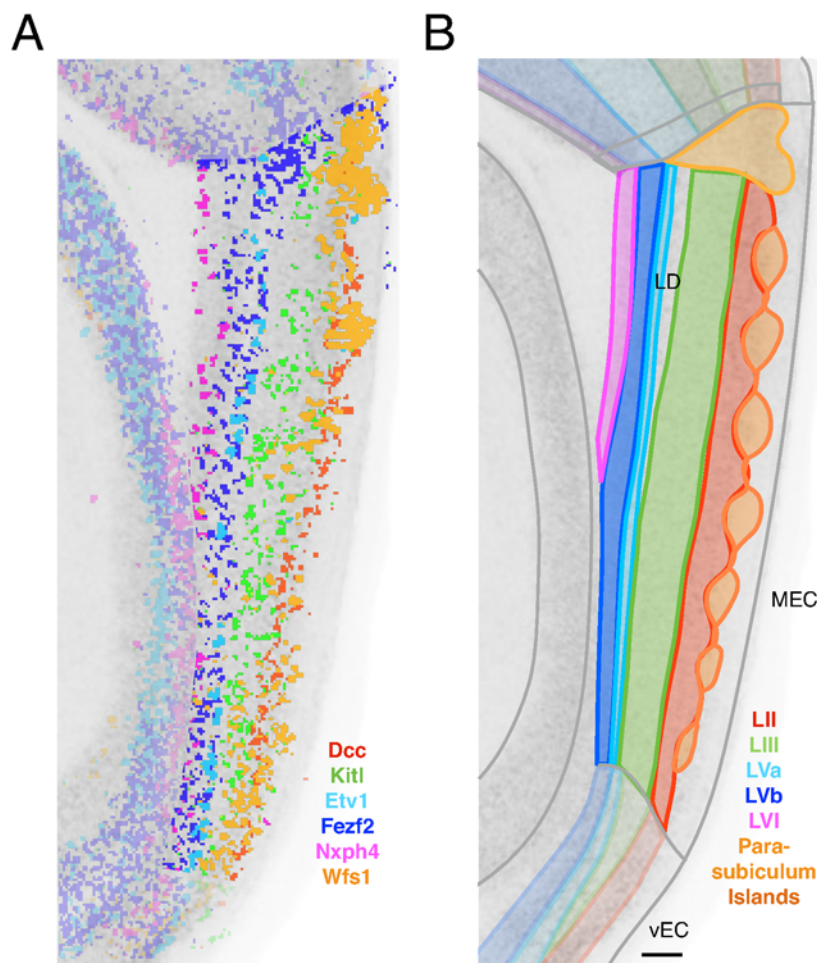 A
B
LD
MEC
Dcc
Kitl
Etv1
Fezf2
Nxph4
Wfs1
LII
LIII
LVa
LVb
LVI
Para-
subiculum
Islands
vEC